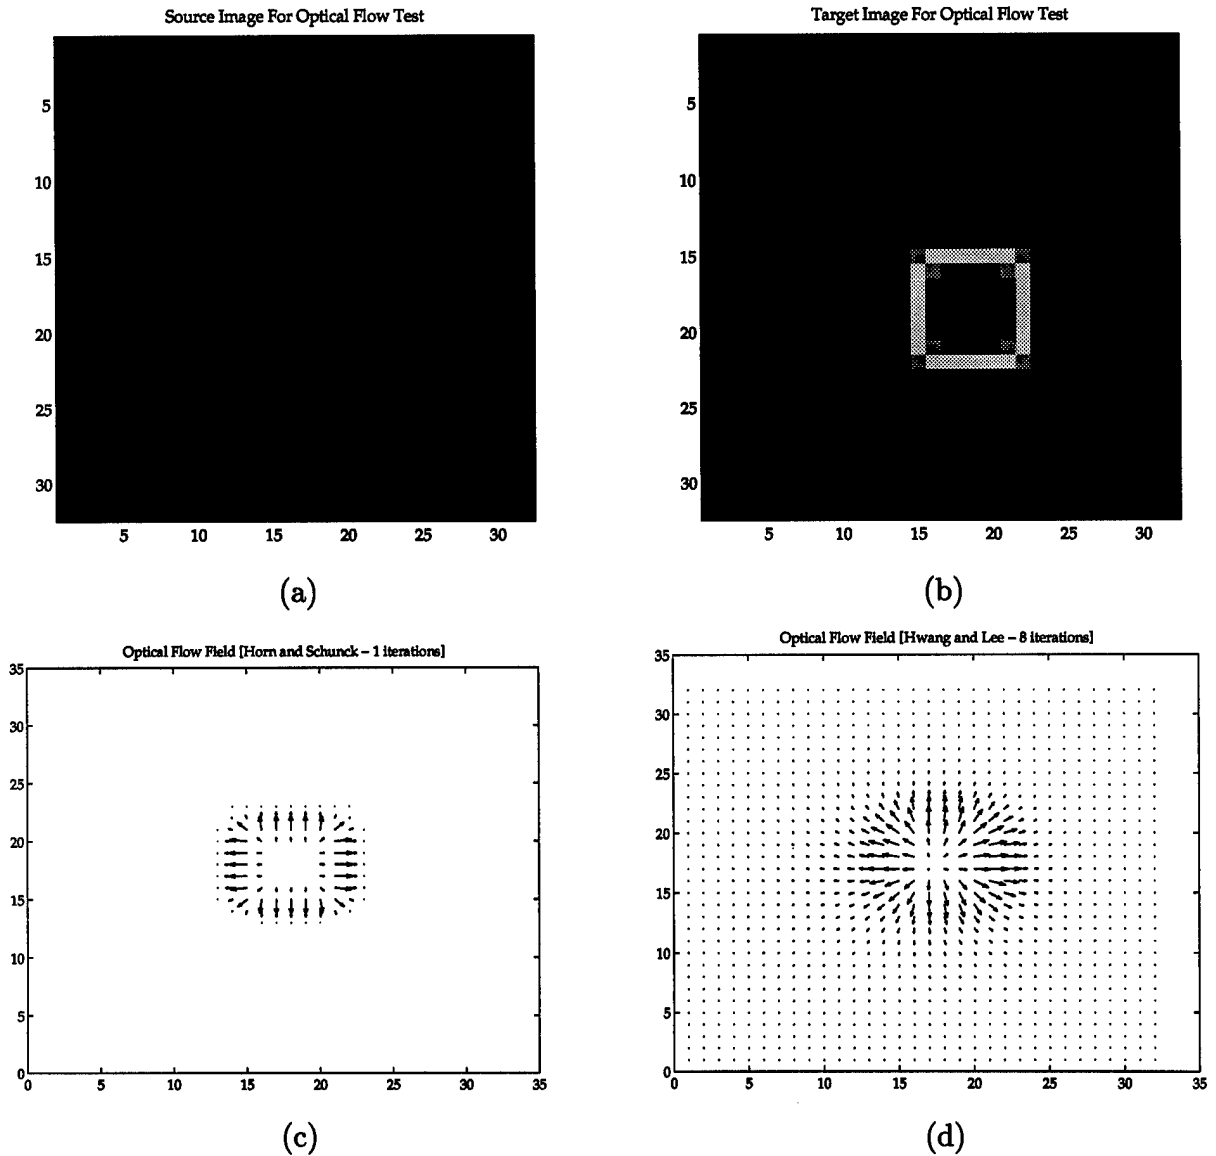 Source Image For Optical Flow Test
5
10
15
20
25
30
5 10 15 20 25 30
(a)
Target Image For Optical Flow Test
5
10
15
20
25
30
5 10 15 20 25 30
(b)
Optical Flow Field [Horn and Schunck – 1 iterations]
35
30
25
20
15
10
5
0
0 5 10 15 20 25 30 35
(c)
Optical Flow Field [Hwang and Lee – 8 iterations]
35
30
25
20
15
10
5
0
0 5 10 15 20 25 30 35
(d)